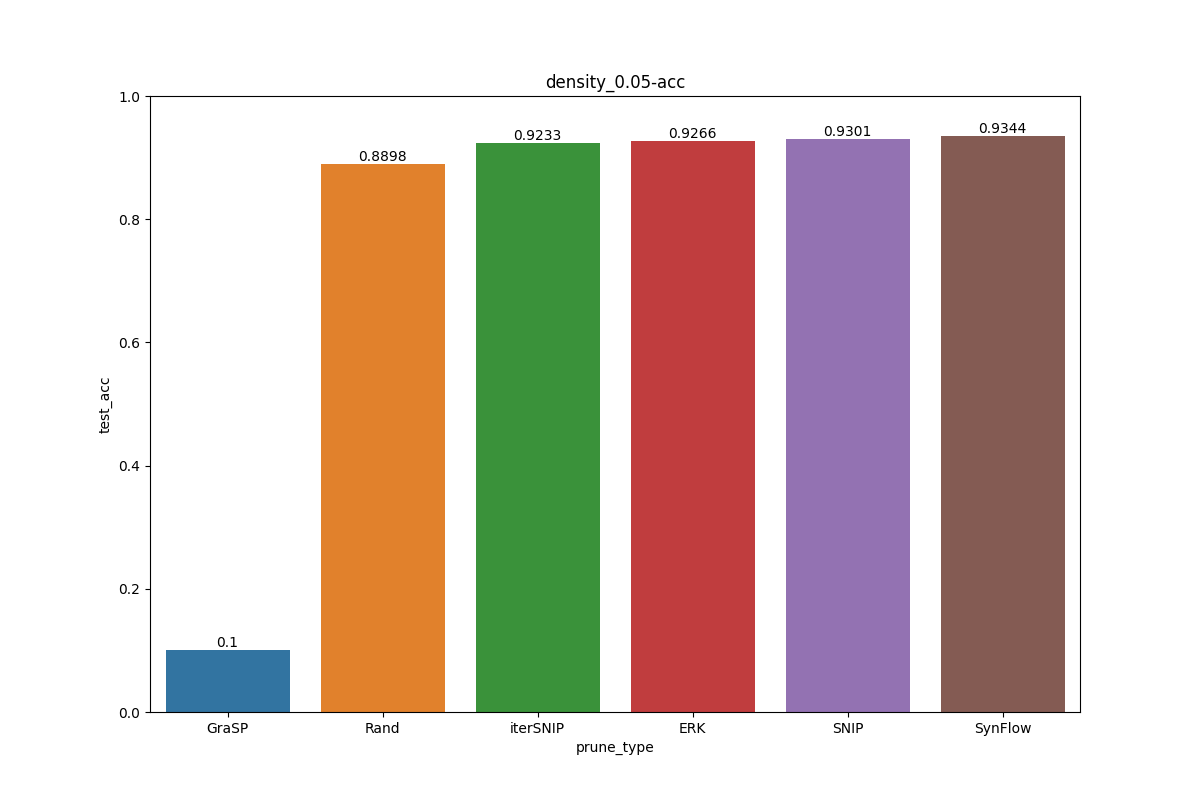 density_0.05-acc
1.0
0.8
0.6
0.4
0.2
0.0
test_acc
0.1
0.8898
0.9233
0.9266
0.9301
0.9344
GraSP
Rand
iterSNIP
ERK
SNIP
SynFlow
prune_type